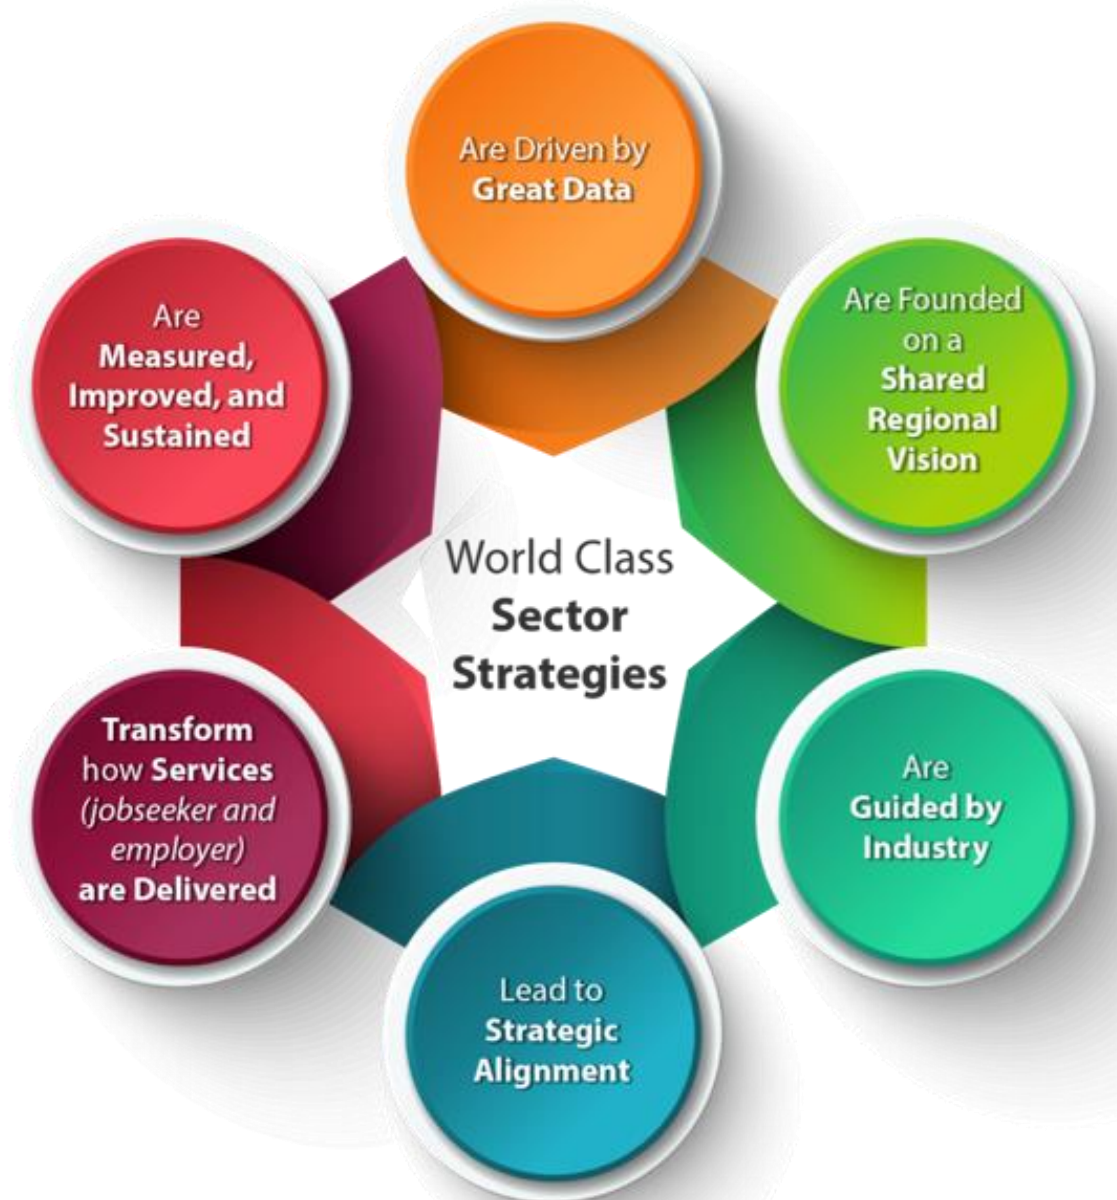 Are Driven by
Great Data
Are Founded
on a
Shared
Regional
Vision
Are
Guided by
Industry
Lead to
Strategic
Alignment
Transform
how Services
(jobseeker and
employer)
are Delivered
Are
Measured,
Improved, and
Sustained
World Class
Sector
Strategies